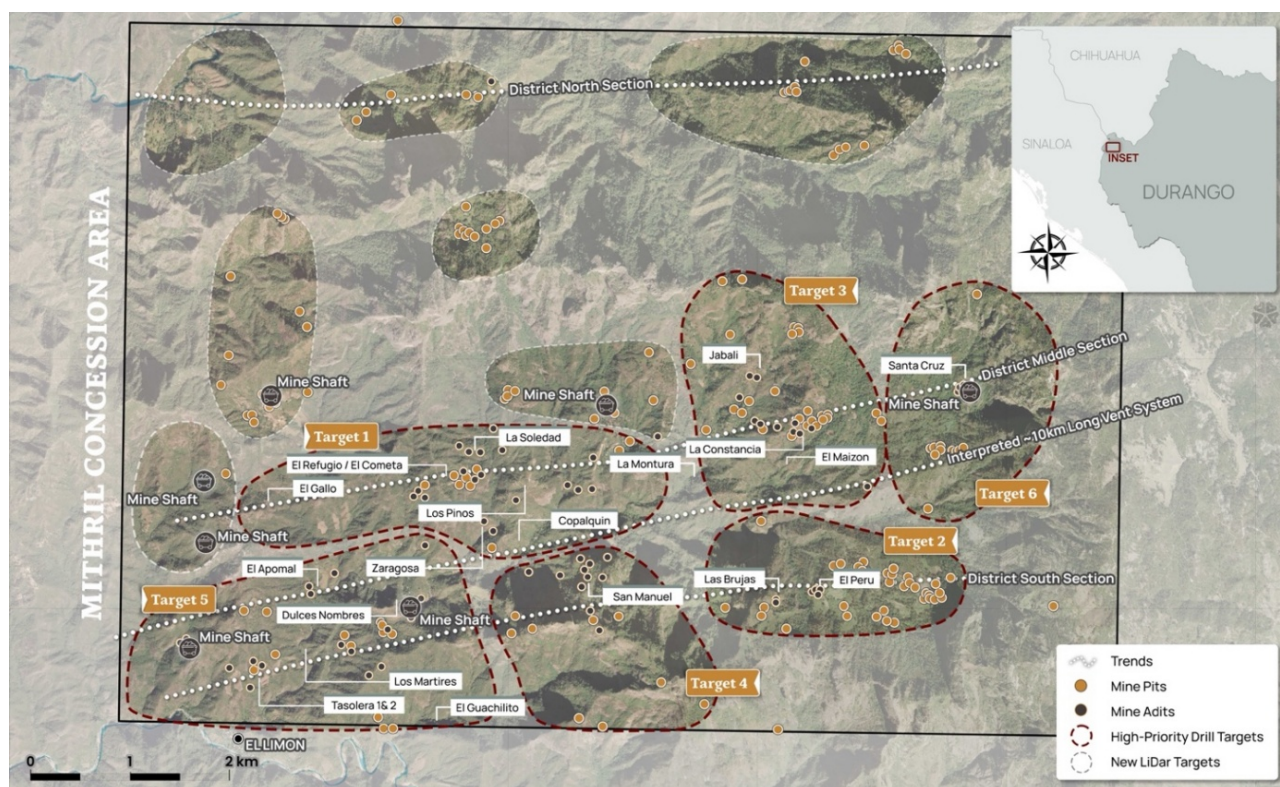 CHIHUAHUA
SINALOA
INSET
DURANGO
District North Section
MITHRIL CONCESSION AREA
Target 3
Jabali
Santa Cruz
District Middle Section
Mine Shaft
Mine Shaft
Mine Shaft
Interpreted ~10km Long Vent System
Target 1
La Soledad
La Constancia
El Refugio / El Cometa
La Montura
El Maizon
El Gallo
Mine Shaft
Target 6
Los Pinos
Copalquin
Mine Shaft
Target 2
El Apomal
Zaragosa
Las Brujas
El Peru
District South Section
Target 5
San Manuel
Dulces Nombres
Mine Shaft
Mine Shaft
Los Martires
Target 4
Tasolera 1& 2
El Guachilito
EL LIMON
0
1
2 km
Trends
Mine Pits
Mine Adits
High-Priority Drill Targets
New LiDar Targets